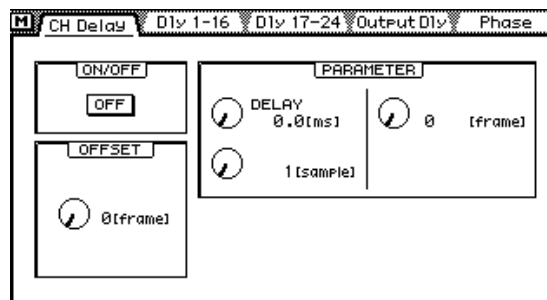 M CH Delay Dly 1-16 Dly 17-24 Output Dly Phase
ON/OFF
OFF
PARAMETER
DELAY
0.0[ms]
0 [frame]
1[sample]
OFFSET
0[frame]